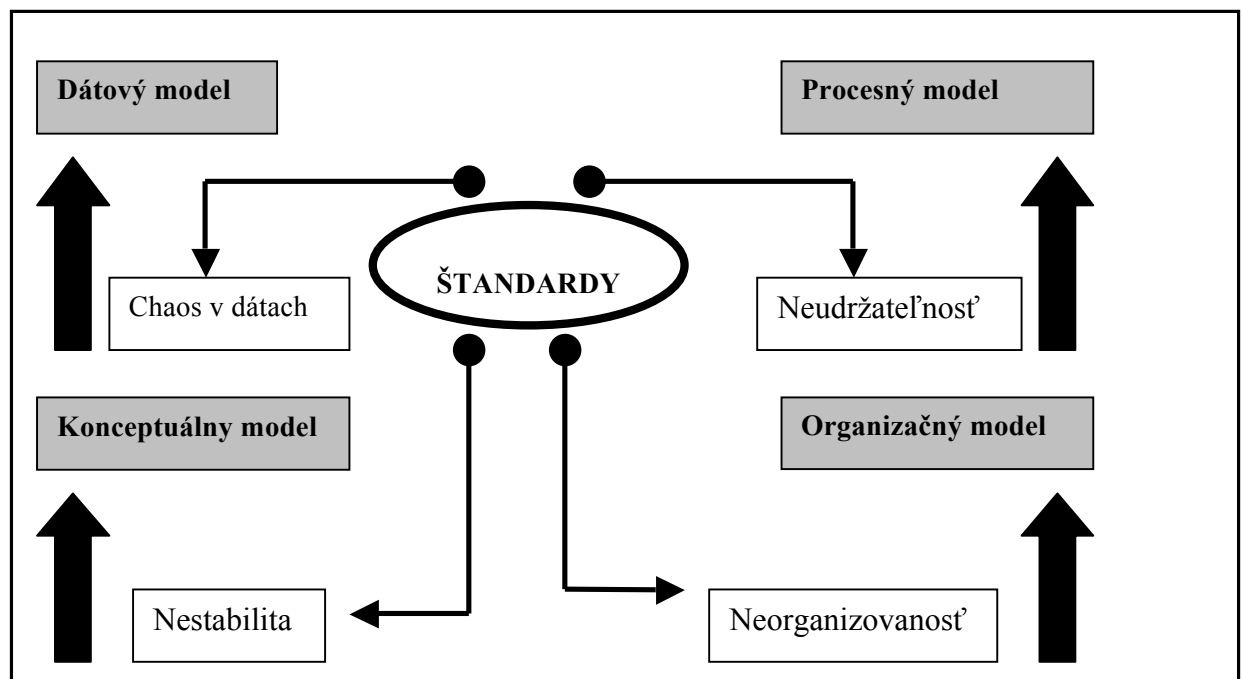 Dátový model
Procesný model
ŠTANDARDY
Chaos v dátach
Neudržateľnosť
Konceptuálny model
Organizačný model
Nestabilita
Neorganizovanosť